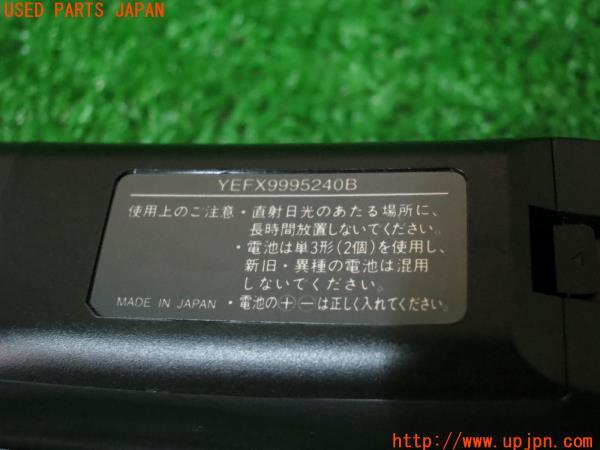 USED PARTS JAPAN
YEFX9995240B
使用上のご注意・直射日光のあたる場所に、
長時間放置しないでください。
・電池は単3形(2個)を使用し、
新旧・異種の電池は混用
しないでください。
MADE IN JAPAN ・電池の⊕⊖は正しく入れてください。
http://www.upjpn.com/